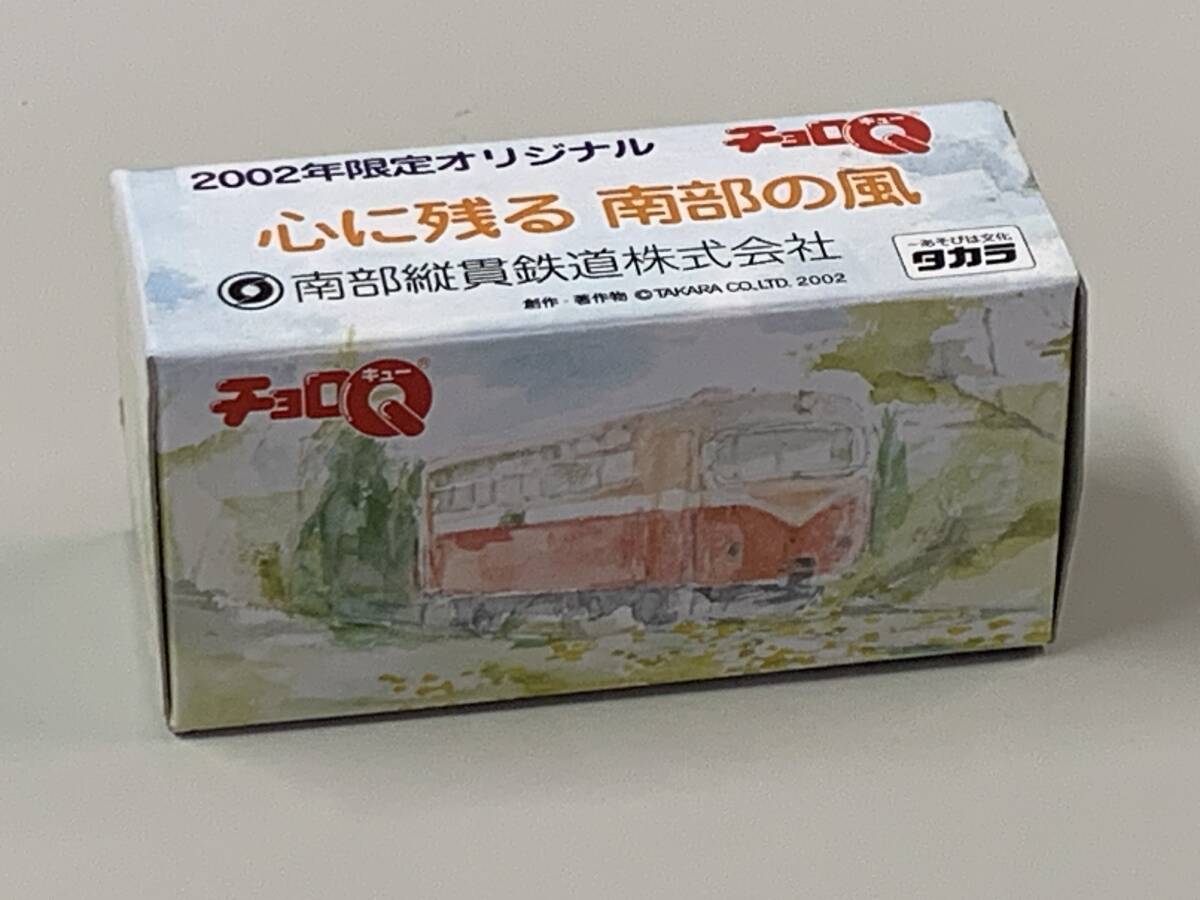 2002年限定オリジナル
チョロQ
キュー
心に残る 南部の風
南部縦貫鉄道株式会社
～あそびは文化
タカラ
創作・著作物 ©TAKARA CO.,LTD. 2002
チョロQ®
キュー